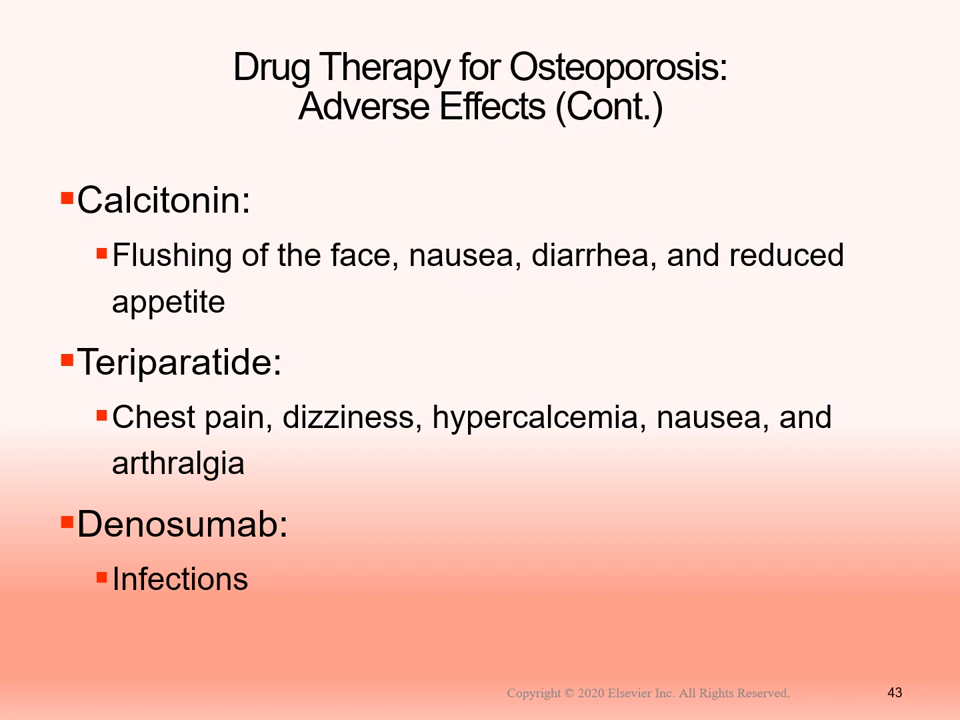 Drug Therapy for Osteoporosis:
Adverse Effects (Cont.)
Calcitonin:
Flushing of the face, nausea, diarrhea, and reduced
appetite
Teriparatide:
Chest pain, dizziness, hypercalcemia, nausea, and
arthralgia
Denosumab:
Infections
Copyright © 2020 Elsevier Inc. All Rights Reserved.
43